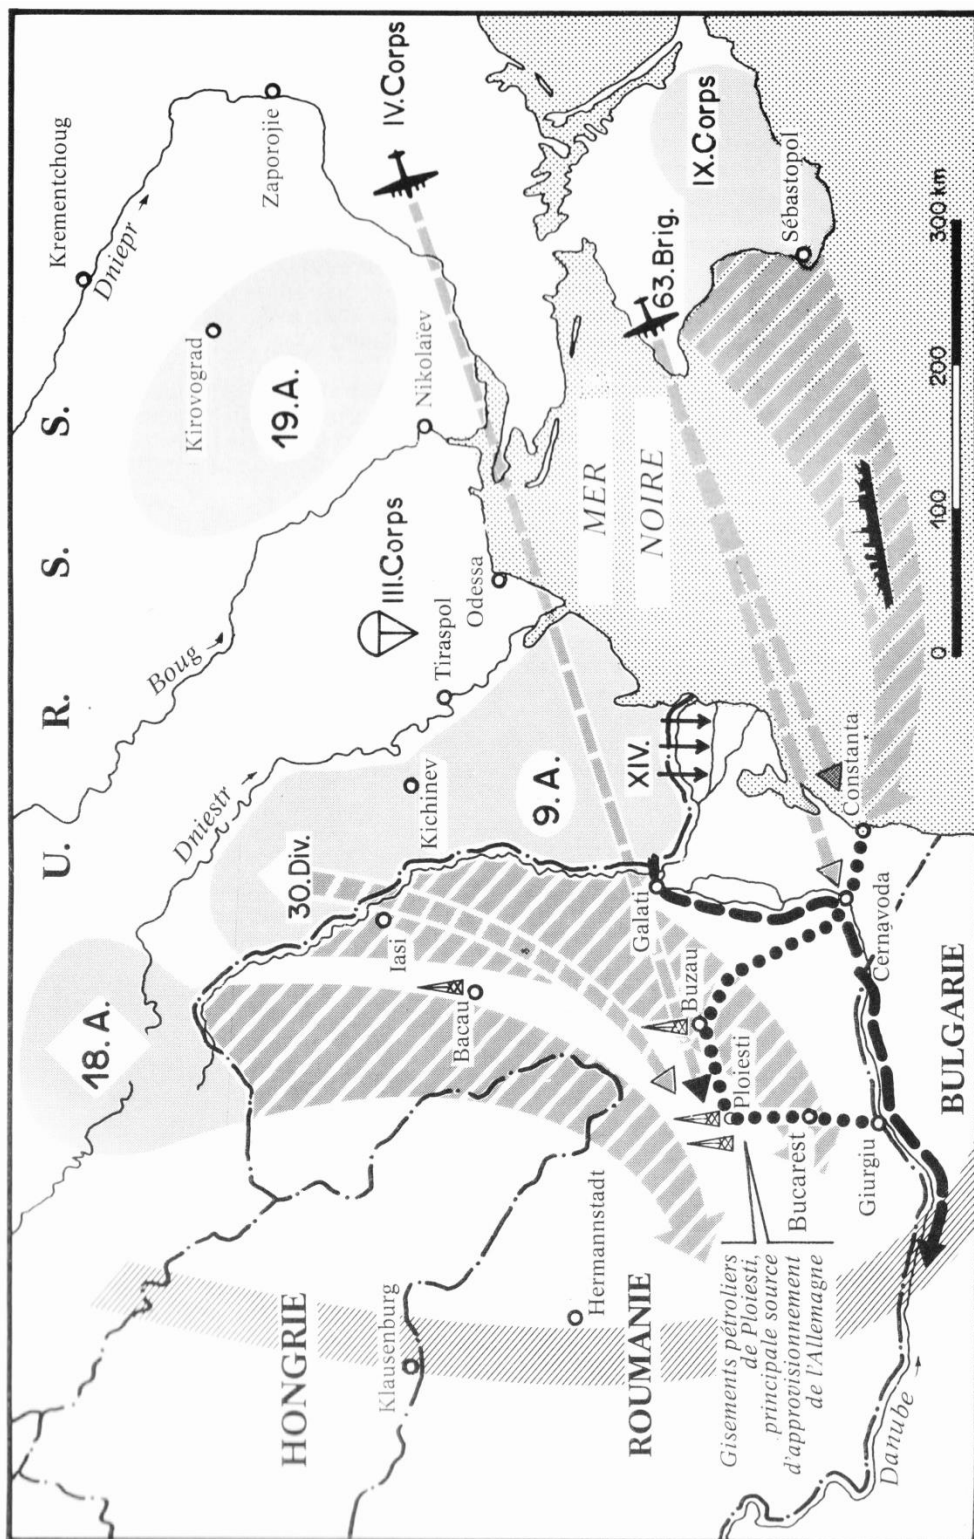 U. R. S. S.
Krementchoug
Dniepr →
Zaporojie
Kirovograd
19.A.
Boug →
Nikolaïev
IV.Corps
III.Corps
Tiraspol
Odessa
Dniestr →
18.A.
30.Div.
Kichinev
9.A.
XIV.
Iasi
Bacau
Galati
Buzau
Ploiesti
Bucarest
Giurgiu
Cernavoda
Constanta
MER
NOIRE
63.Brig.
IX.Corps
Sébastopol
HONGRIE
Klausenburg
Hermannstadt
ROUMANIE
Gisements pétroliers
de Ploiesti,
principale source
d'approvisionnement
de l'Allemagne
Danube →
BULGARIE
0 100 200 300 km